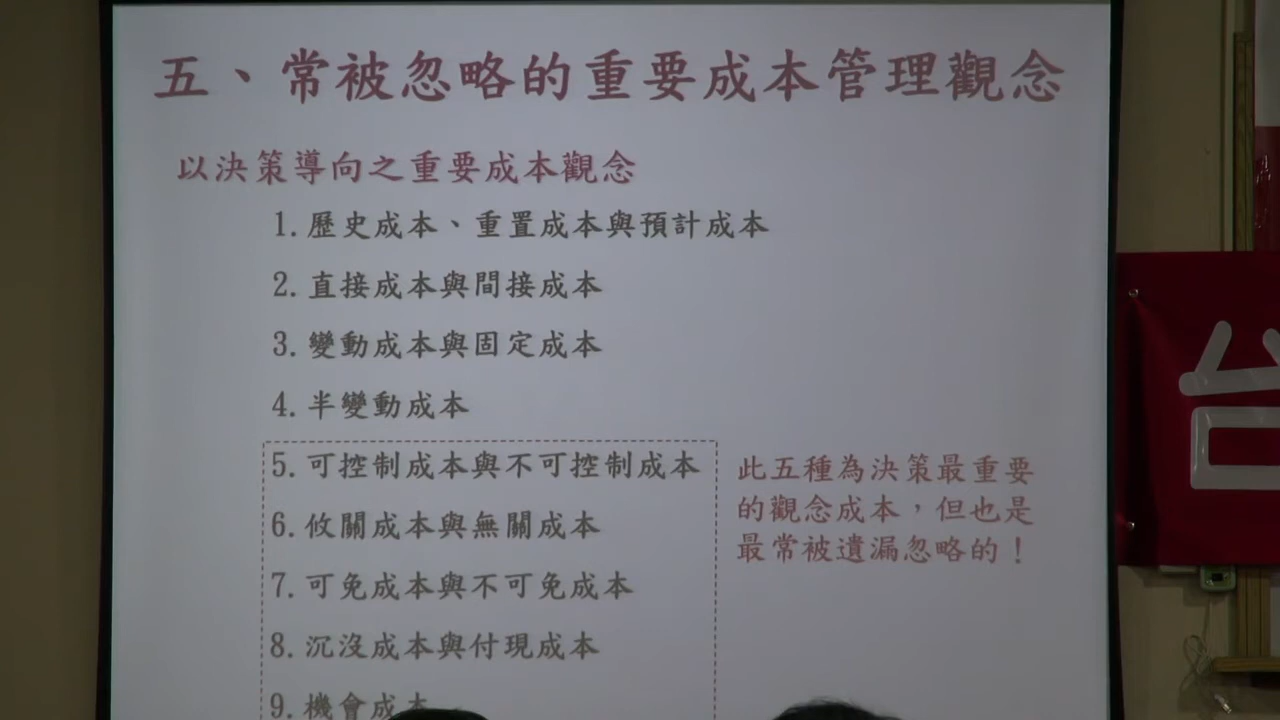 五、常被忽略的重要成本管理觀念
以決策導向之重要成本觀念
1.歷史成本、重置成本與預計成本
2.直接成本與間接成本
3.變動成本與固定成本
4.半變動成本
5.可控制成本與不可控制成本
6.攸關成本與無關成本
7.可免成本與不可免成本
8.沉沒成本與付現成本
9.機會成本
此五種為決策最重要
的觀念成本，但也是
最常被遺漏忽略的！
台